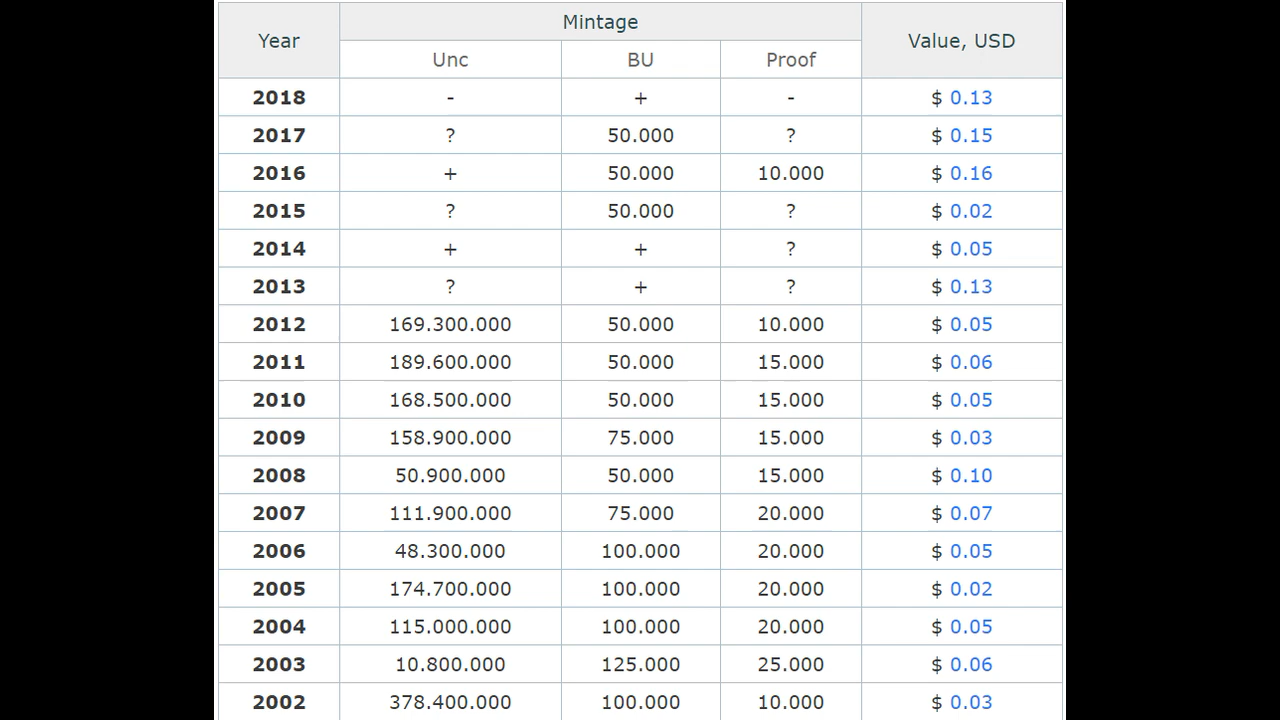 Year Mintage Value, USD
Unc BU Proof
2018 - + - $ 0.13
2017 ? 50.000 ? $ 0.15
2016 + 50.000 10.000 $ 0.16
2015 ? 50.000 ? $ 0.02
2014 + + ? $ 0.05
2013 ? + ? $ 0.13
2012 169.300.000 50.000 10.000 $ 0.05
2011 189.600.000 50.000 15.000 $ 0.06
2010 168.500.000 50.000 15.000 $ 0.05
2009 158.900.000 75.000 15.000 $ 0.03
2008 50.900.000 50.000 15.000 $ 0.10
2007 111.900.000 75.000 20.000 $ 0.07
2006 48.300.000 100.000 20.000 $ 0.05
2005 174.700.000 100.000 20.000 $ 0.02
2004 115.000.000 100.000 20.000 $ 0.05
2003 10.800.000 125.000 25.000 $ 0.06
2002 378.400.000 100.000 10.000 $ 0.03